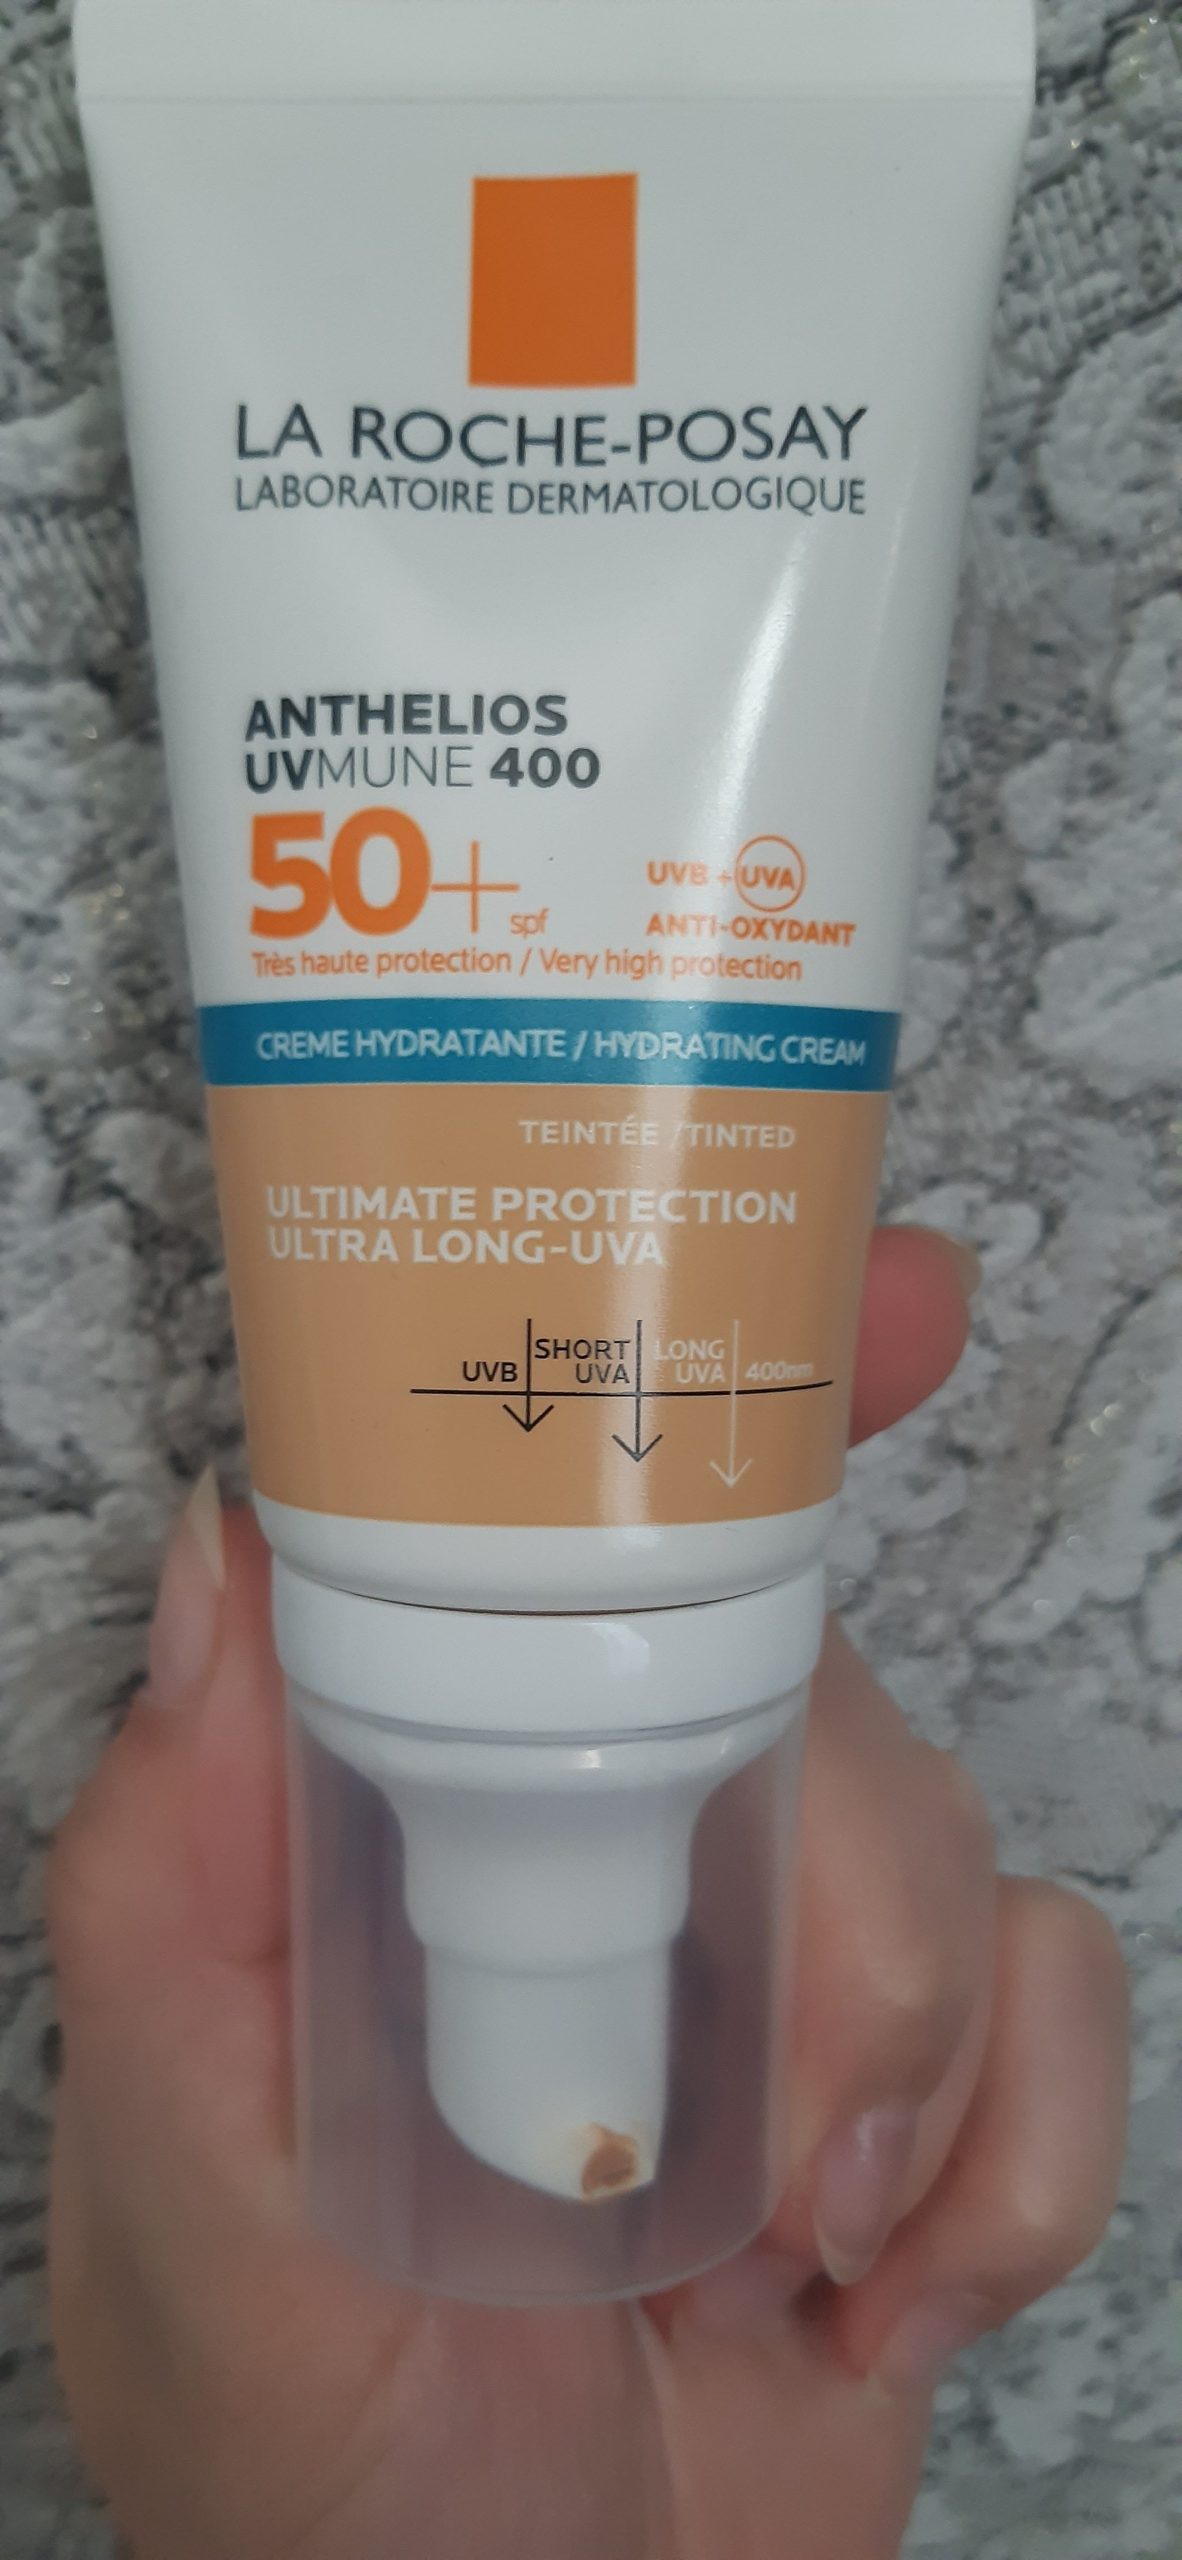 LA ROCHE-POSAY
LABORATOIRE DERMATOLOGIQUE
ANTHELIOS
UVMUNE 400
50+ spf
UVB + UVA
ANTI-OXYDANT
Très haute protection / Very high protection
CREME HYDRATANTE / HYDRATING CREAM
TEINTÉE / TINTED
ULTIMATE PROTECTION
ULTRA LONG-UVA
UVB SHORT UVA LONG UVA 400nm